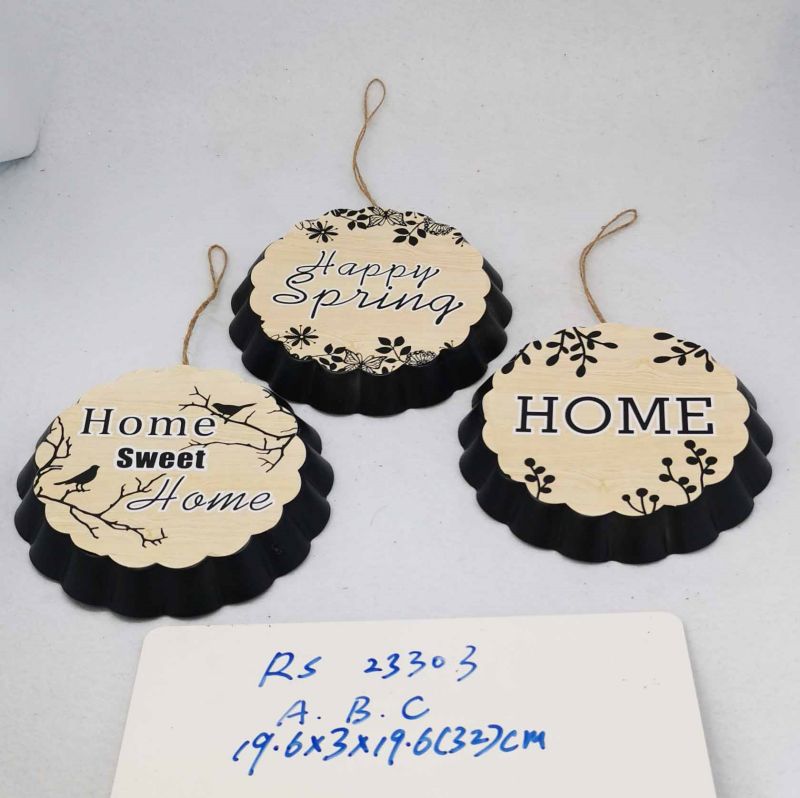 Happy
Spring
Home
Sweet
Home
HOME
RS 23303
A. B. C
19.6x3x19.6(32)cm